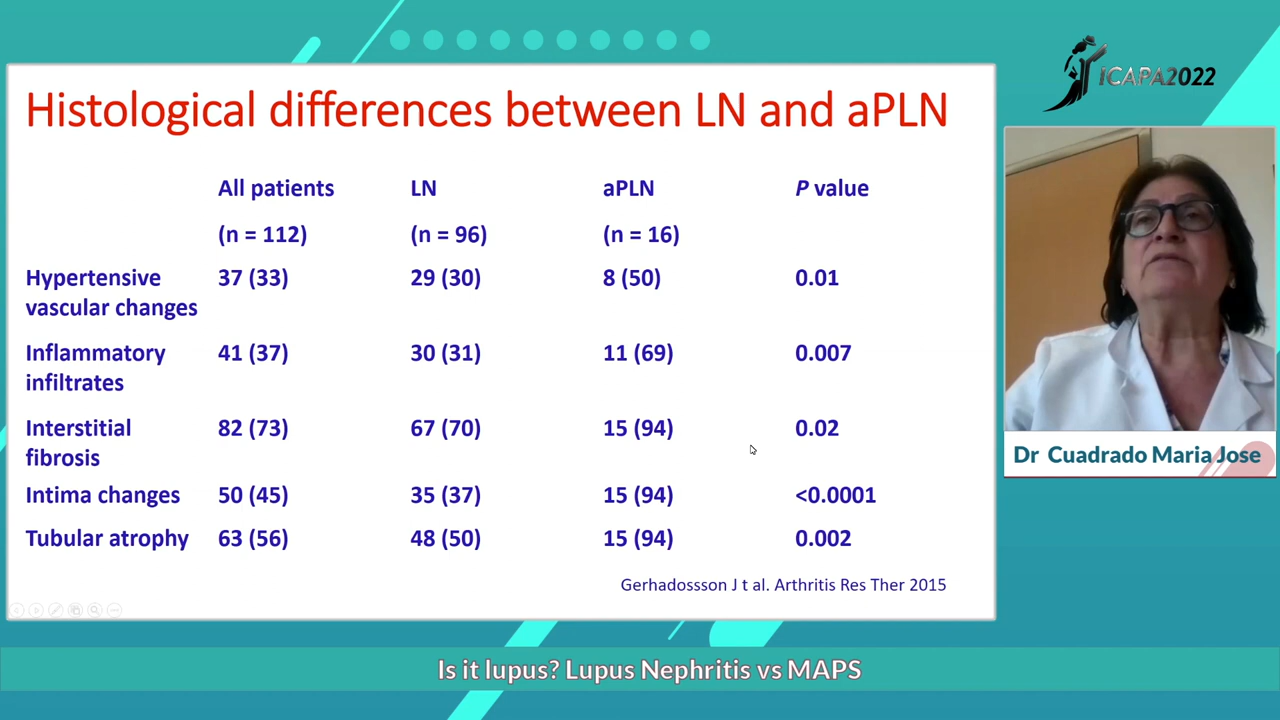 ICAPA2022
Histological differences between LN and aPLN
All patients LN aPLN P value
(n = 112) (n = 96) (n = 16)
Hypertensive 37 (33) 29 (30) 8 (50) 0.01
vascular changes
Inflammatory 41 (37) 30 (31) 11 (69) 0.007
infiltrates
Interstitial 82 (73) 67 (70) 15 (94) 0.02
fibrosis
Intima changes 50 (45) 35 (37) 15 (94) <0.0001
Tubular atrophy 63 (56) 48 (50) 15 (94) 0.002
Gerhadossson J t al. Arthritis Res Ther 2015
Dr Cuadrado Maria Jose
Is it lupus? Lupus Nephritis vs MAPS